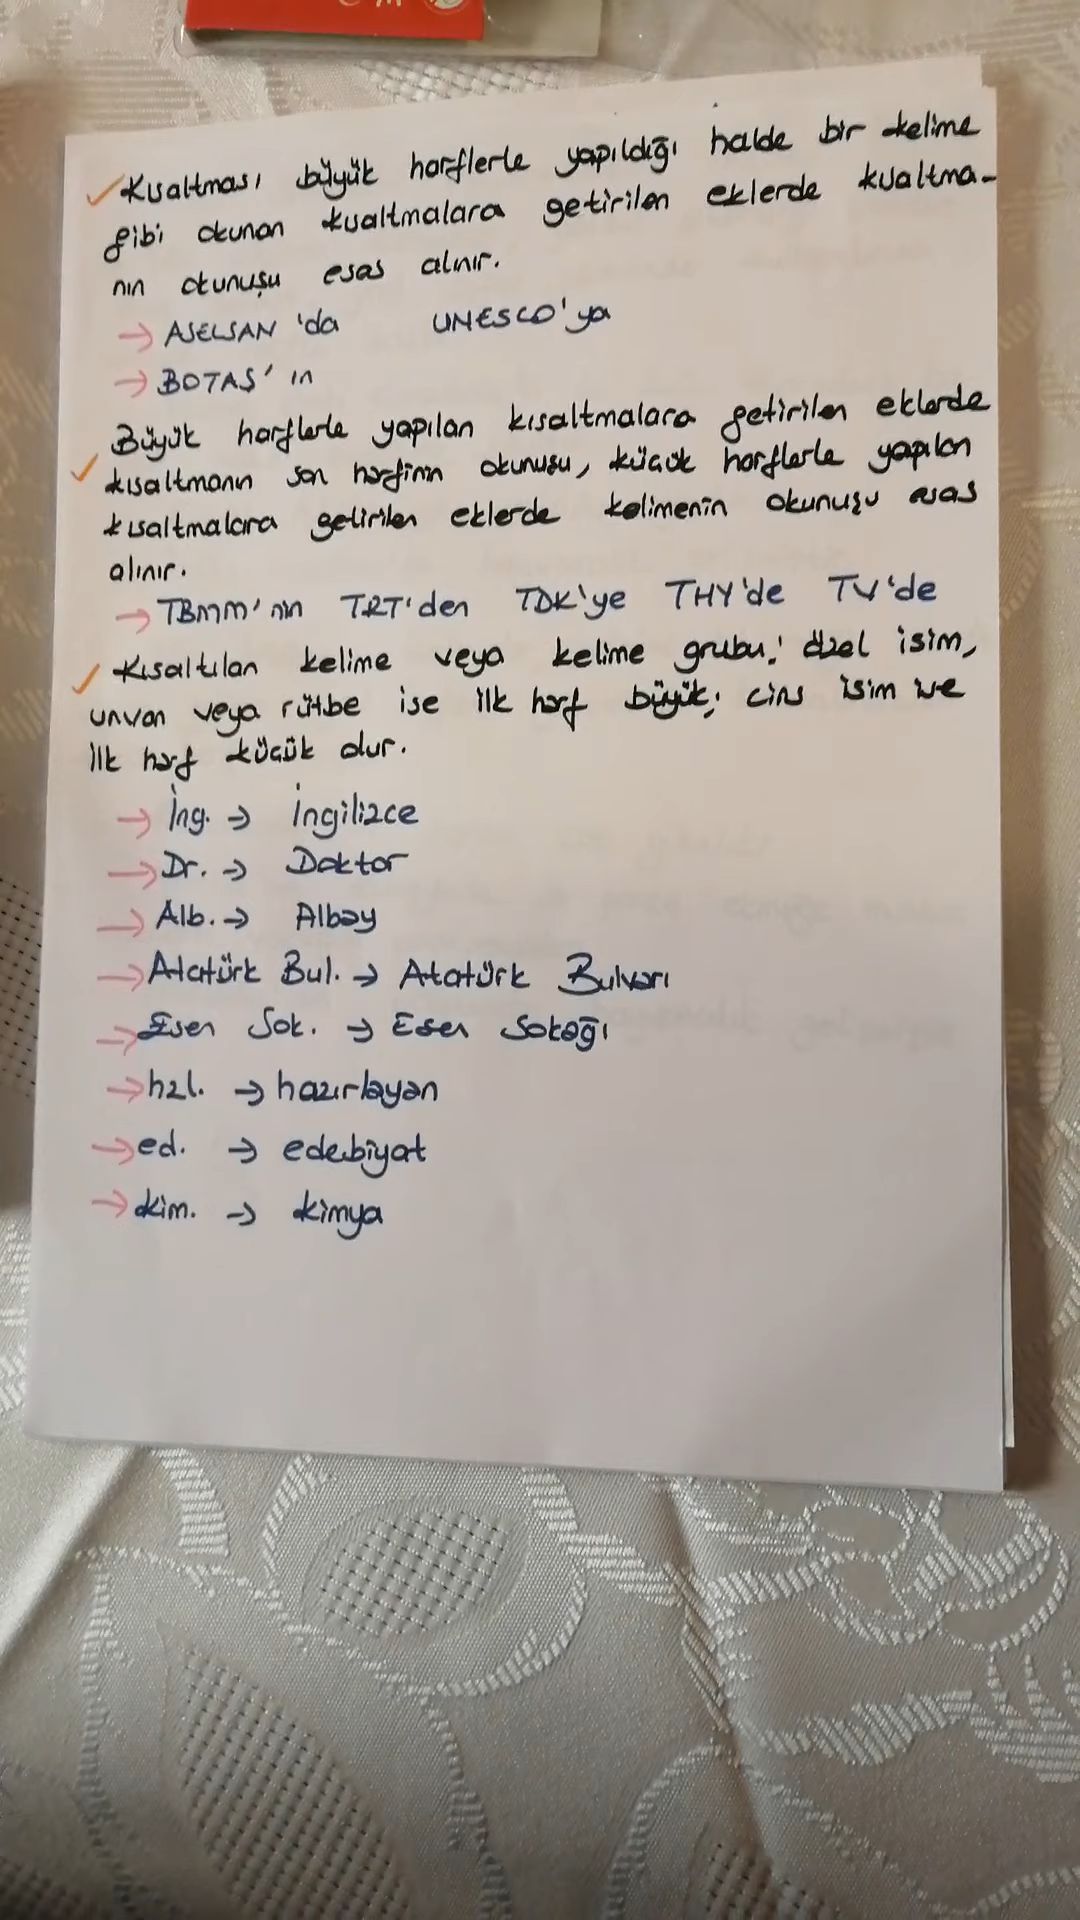 Kısaltması büyük harflerle yapıldığı halde bir kelime
gibi okunan kısaltmalara getirilen eklerde kısaltma-
nın okunuşu esas alınır.
→ ASELSAN'da UNESCO'ya
→ BOTAŞ'ın
Büyük harflerle yapılan kısaltmalara getirilen eklerde
kısaltmanın son harfinin okunuşu, küçük harflerle yapılan
kısaltmalara getirilen eklerde kelimenin okunuşu esas
alınır.
→ TBMM'nin TRT'den TDK'ye THY'de TV'de
Kısaltılan kelime veya kelime grubu; özel isim,
unvan veya rütbe ise ilk harf büyük; cins isim ise
ilk harf küçük olur.
→ İng. → İngilizce
→ Dr. → Doktor
→ Alb. → Albay
→ Atatürk Bul. → Atatürk Bulvarı
→ Esen Sok. → Esen Sokağı
→ hzl. → hazırlayan
→ ed. → edebiyat
→ kim. → kimya